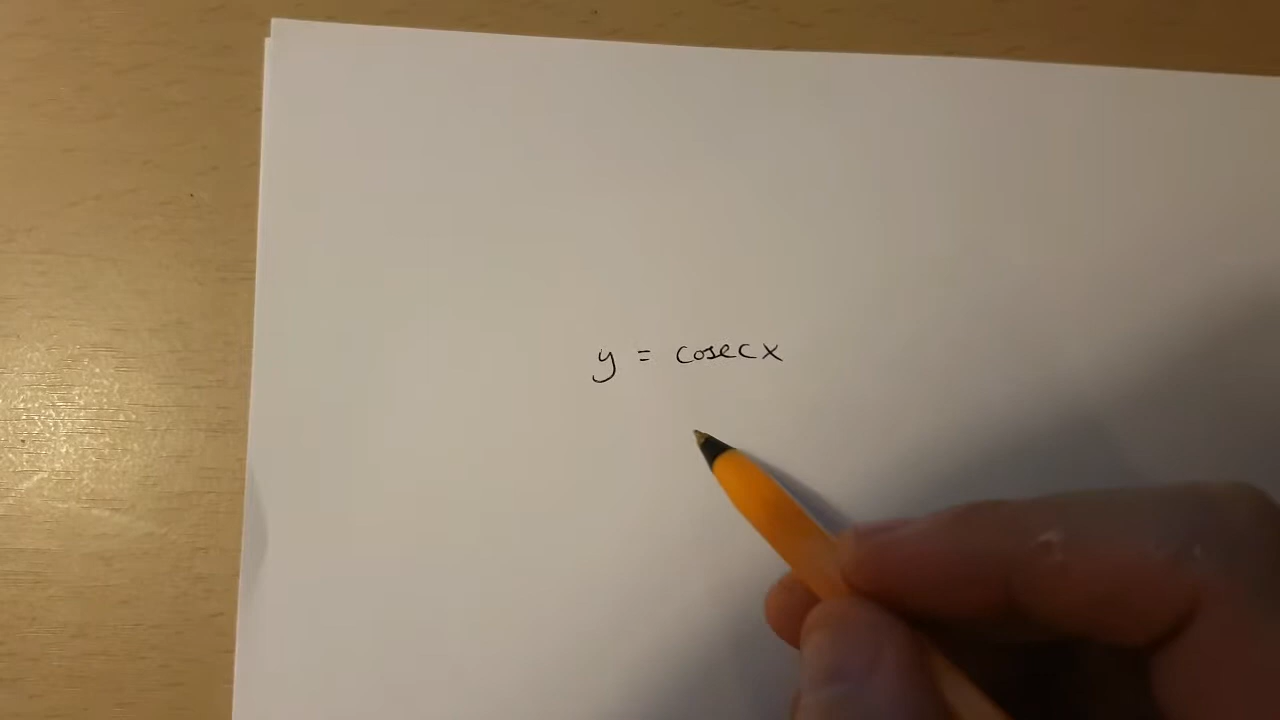 y = cosec x